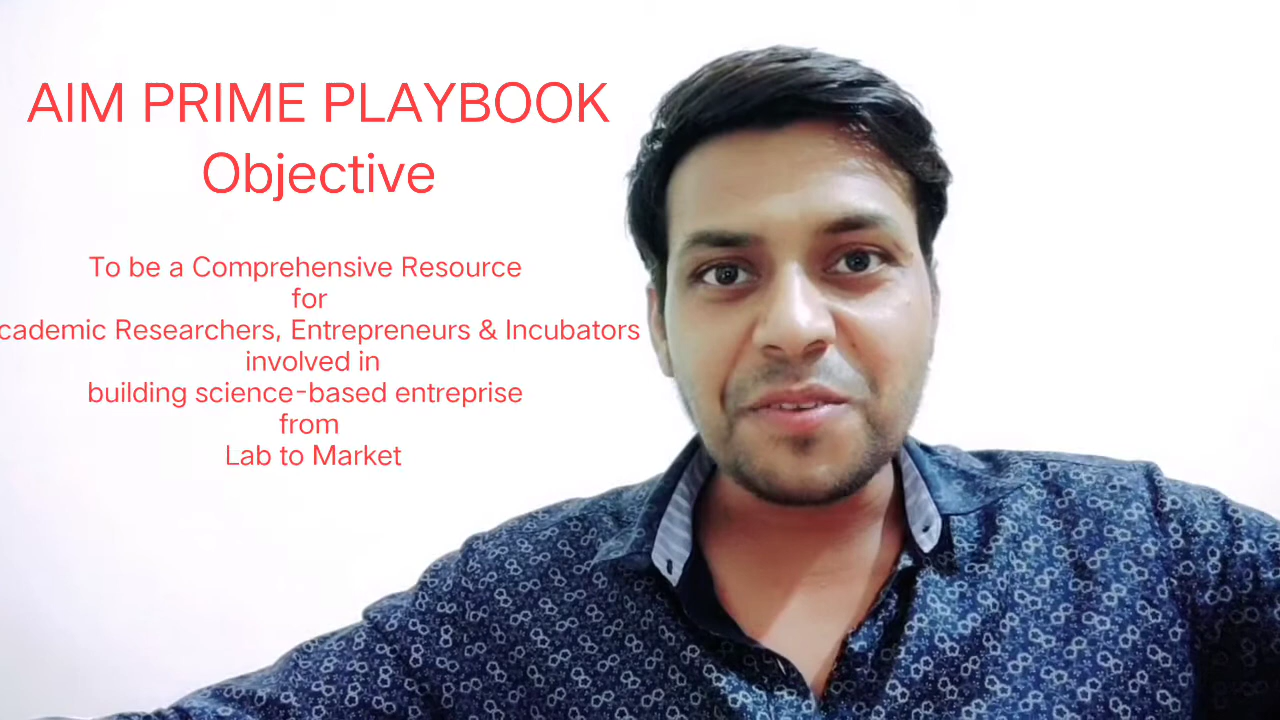 AIM PRIME PLAYBOOK
Objective
To be a Comprehensive Resource
for
cademic Researchers, Entrepreneurs & Incubators
involved in
building science-based entreprise
from
Lab to Market